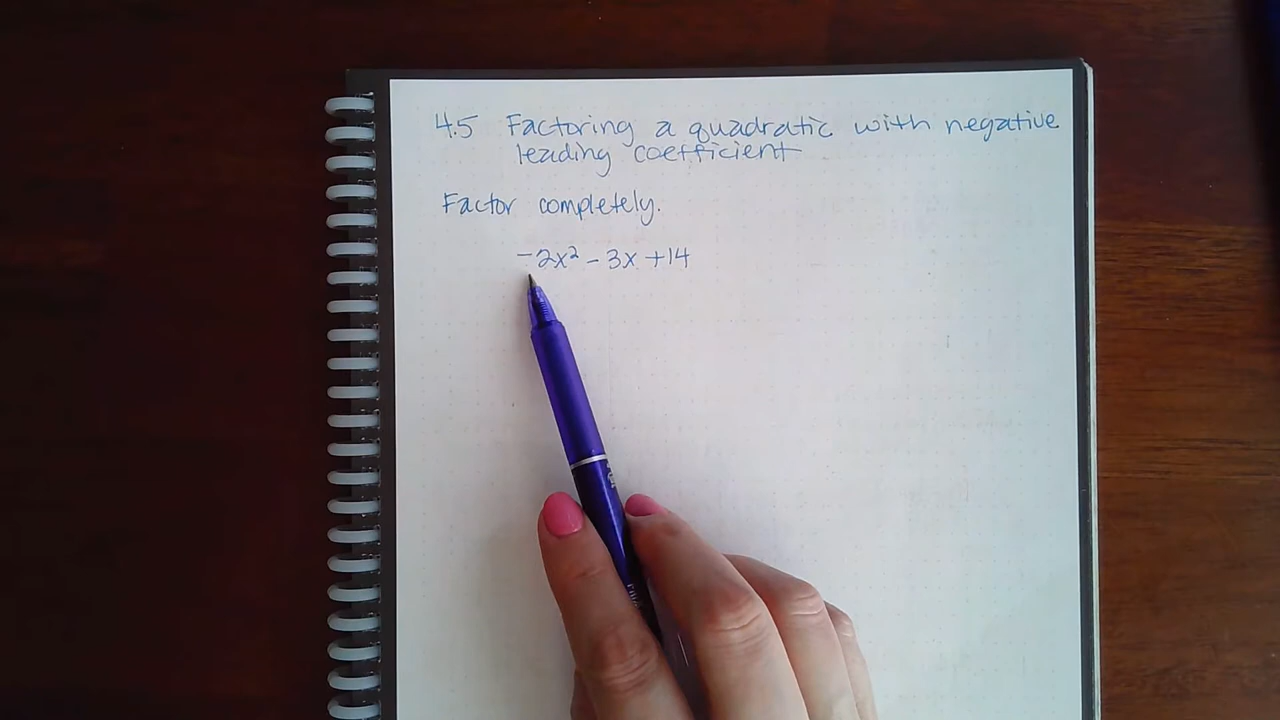 4.5 Factoring a quadratic with negative
leading coefficient
Factor completely.
-2x² - 3x + 14